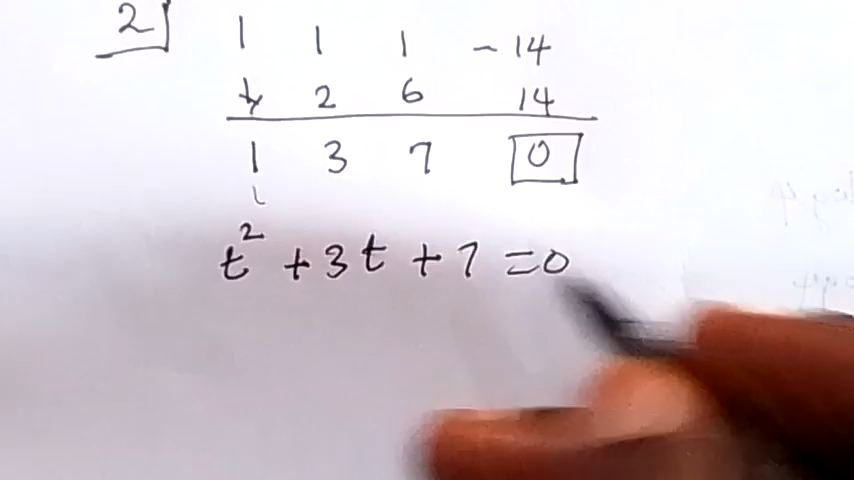 2 1 1 1 - 14
2 6 14
1 3 7 0
t² + 3t + 7 = 0